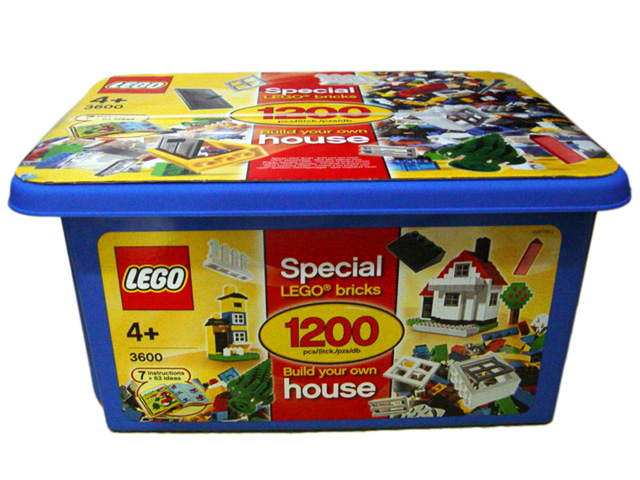 LEGO
4+
3600
Special
LEGO® bricks
1200
pcs/Stck./pzs/db
Build your own
house
LEGO
4+
3600
7 instructions
+ 63 ideas
Special
LEGO® bricks
1200
pcs/Stck./pzs/db
Build your own
house